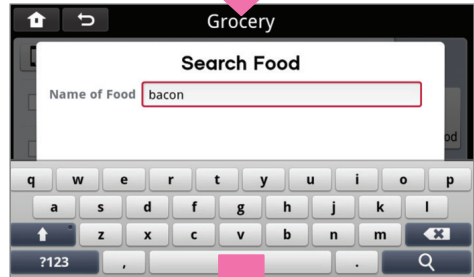 Grocery
Search Food
Name of Food bacon
od
q w e r t y u i o p
a s d f g h j k l
z x c v b n m
?123 , .